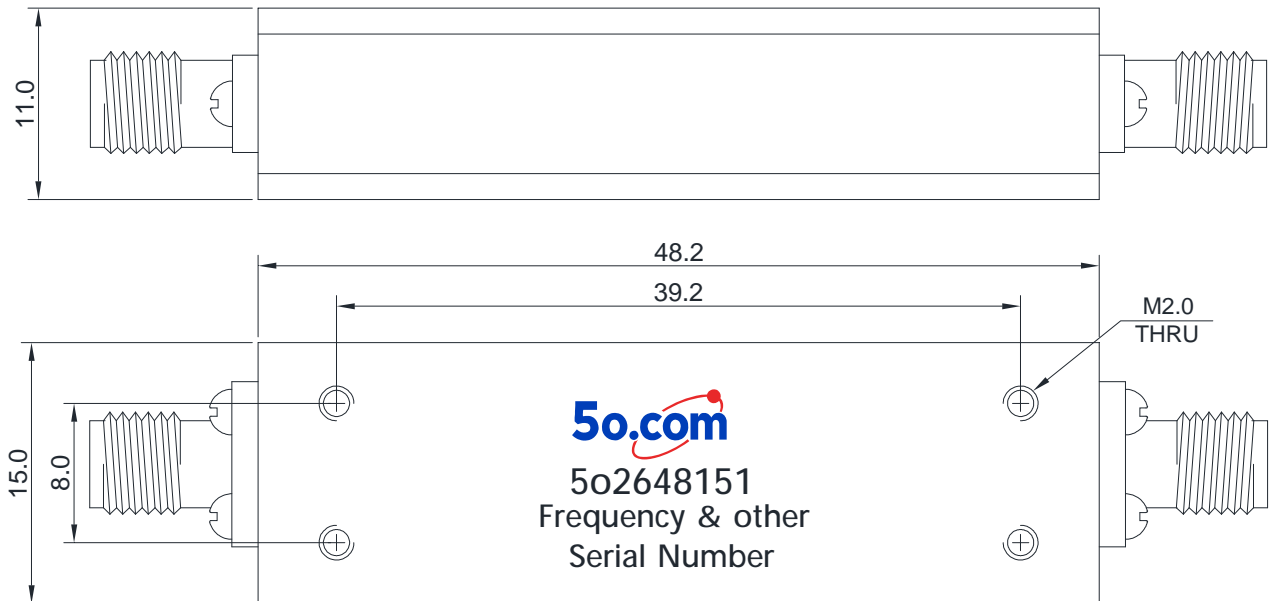 11.0
48.2
39.2
M2.0
THRU
15.0
8.0
5o.com
5o2648151
Frequency & other
Serial Number